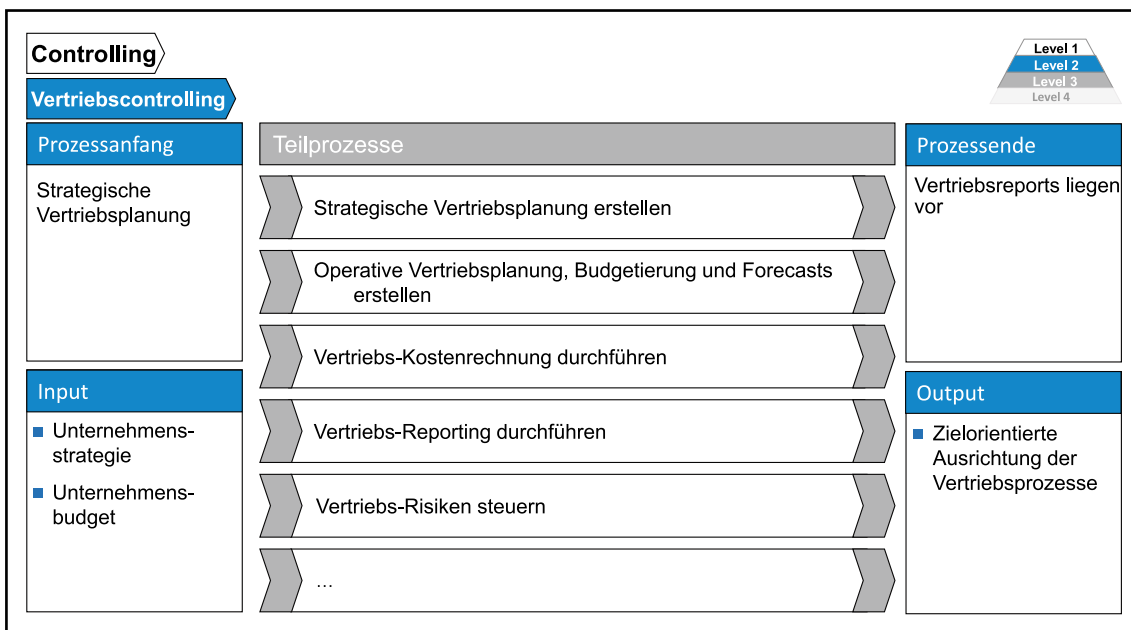 Controlling
Vertriebscontrolling
Level 1
Level 2
Level 3
Level 4
Prozessanfang
Strategische
Vertriebsplanung
Input
Unternehmens-
strategie
Unternehmens-
budget
Teilprozesse
Strategische Vertriebsplanung erstellen
Operative Vertriebsplanung, Budgetierung und Forecasts
erstellen
Vertriebs-Kostenrechnung durchführen
Vertriebs-Reporting durchführen
Vertriebs-Risiken steuern
...
Prozessende
Vertriebsreports liegen
vor
Output
Zielorientierte
Ausrichtung der
Vertriebsprozesse